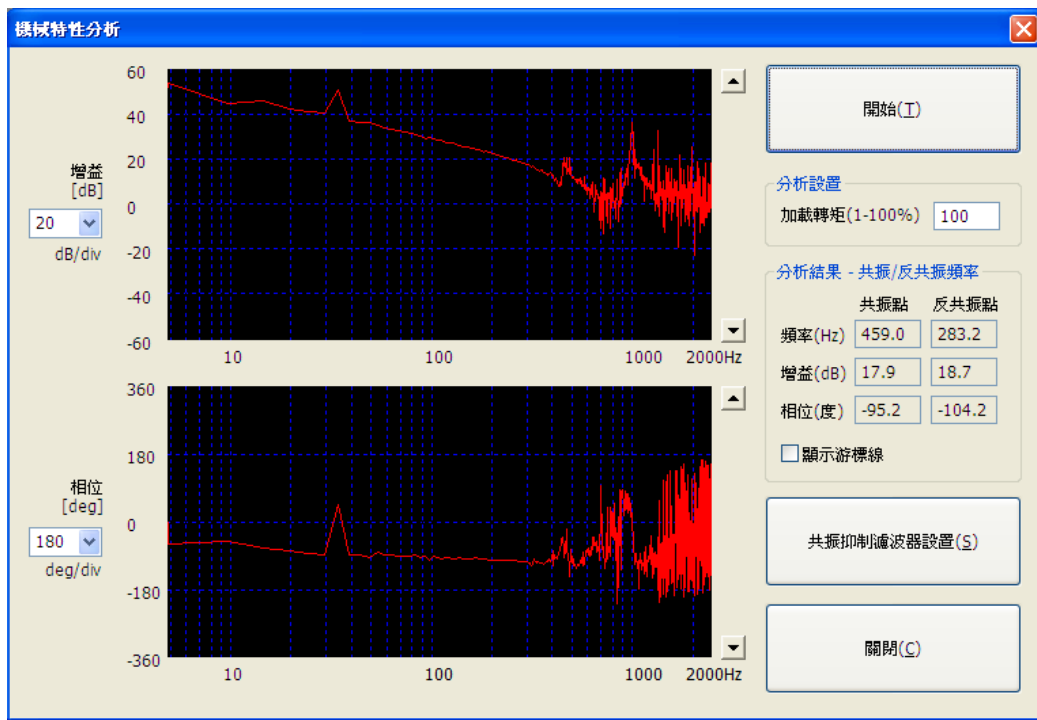 機械特性分析
60
40
20
0
-20
-40
-60
增益
[dB]
20
dB/div
10
100
1000
2000Hz
360
180
0
-180
-360
相位
[deg]
180
deg/div
10
100
1000
2000Hz
開始(T)
分析設置
加載轉矩(1-100%)
100
分析結果 - 共振/反共振頻率
共振點 反共振點
頻率(Hz) 459.0 283.2
增益(dB) 17.9 18.7
相位(度) -95.2 -104.2
顯示游標線
共振抑制濾波器設置(S)
關閉(C)